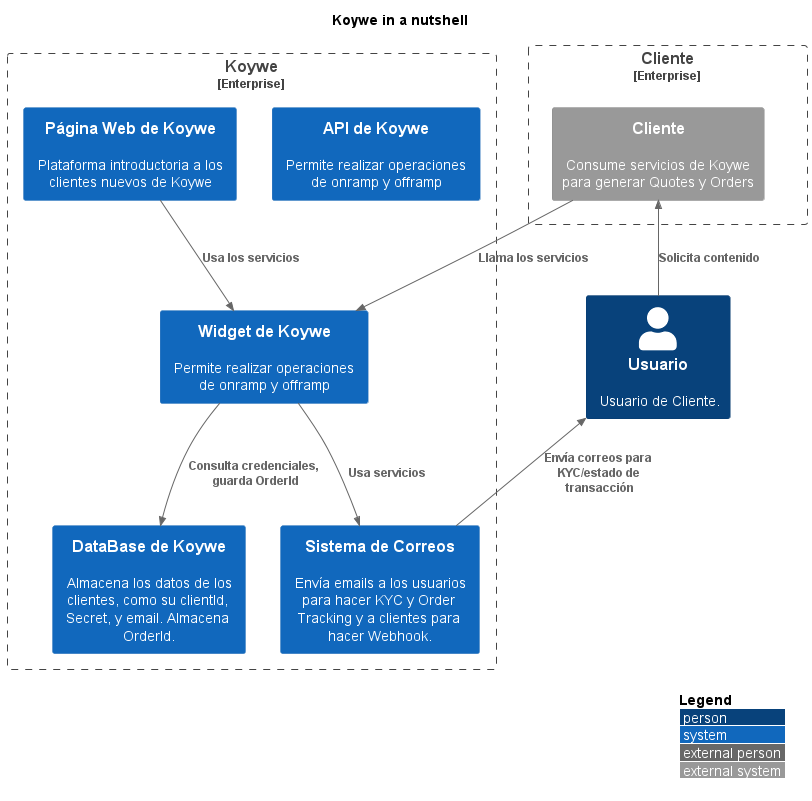 Koywe in a nutshell
Koywe
[Enterprise]
Cliente
[Enterprise]
Página Web de Koywe
Plataforma introductoria a los
clientes nuevos de Koywe
API de Koywe
Permite realizar operaciones
de onramp y offramp
Cliente
Consume servicios de Koywe
para generar Quotes y Orders
Usa los servicios
Llama los servicios
Solicita contenido
Widget de Koywe
Permite realizar operaciones
de onramp y offramp
Usuario
Usuario de Cliente.
Consulta credenciales,
guarda OrderId
Usa servicios
Envía correos para
KYC/estado de
transacción
DataBase de Koywe
Almacena los datos de los
clientes, como su clientId,
Secret, y email. Almacena
OrderId.
Sistema de Correos
Envía emails a los usuarios
para hacer KYC y Order
Tracking y a clientes para
hacer Webhook.
Legend
person
system
external person
external system